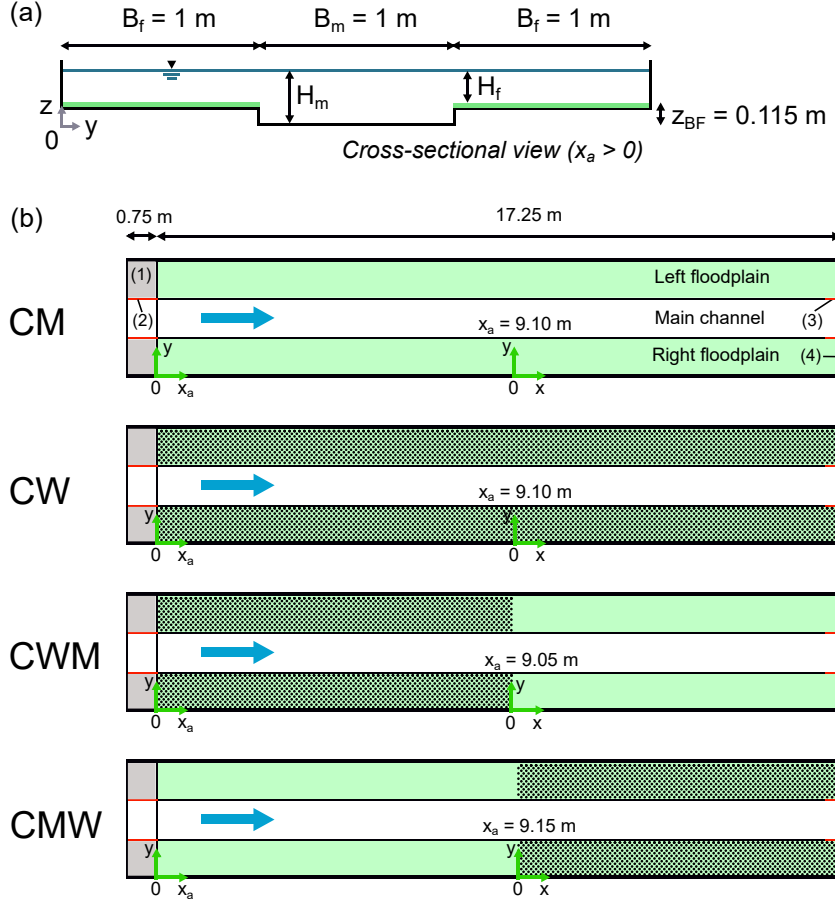 (a)
B_f = 1 m B_m = 1 m B_f = 1 m
H_m H_f
z
y
0
z_BF = 0.115 m
Cross-sectional view (x_a > 0)
(b)
0.75 m 17.25 m
CM
(1) Left floodplain
(2) Main channel (3)
x_a = 9.10 m
y y Right floodplain (4)
0 x_a 0 x
CW
x_a = 9.10 m
y y
0 x_a 0 x
CWM
x_a = 9.05 m
y y
0 x_a 0 x
CMW
x_a = 9.15 m
y y
0 x_a 0 x